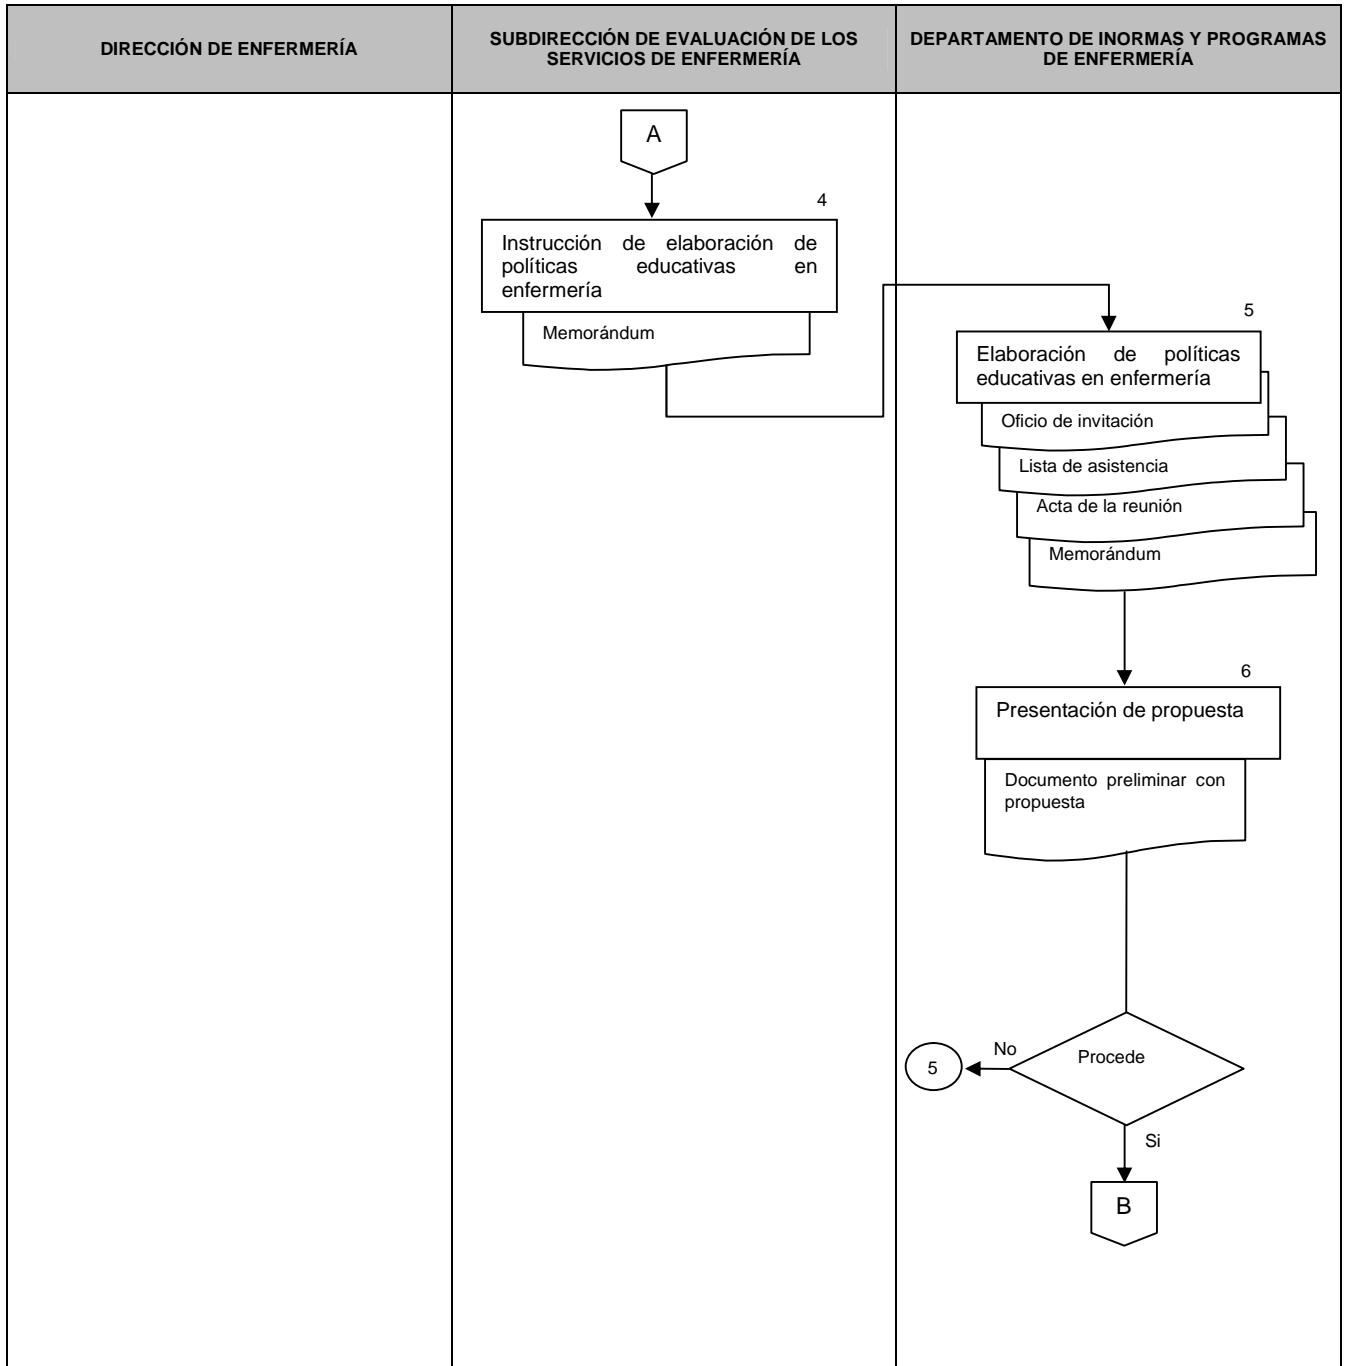 DIRECCIÓN DE ENFERMERÍA
SUBDIRECCIÓN DE EVALUACIÓN DE LOS
SERVICIOS DE ENFERMERÍA
DEPARTAMENTO DE INORMAS Y PROGRAMAS
DE ENFERMERÍA
A
4
Instrucción de elaboración de
políticas educativas en
enfermería
Memorándum
5
Elaboración de políticas
educativas en enfermería
Oficio de invitación
Lista de asistencia
Acta de la reunión
Memorándum
6
Presentación de propuesta
Documento preliminar con
propuesta
Procede
No
5
Si
B